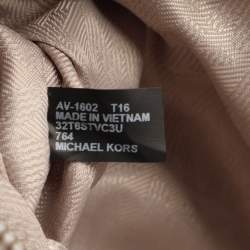 AV-1602 T16
MADE IN VIETNAM
32T6STVC3U
764
MICHAEL KORS